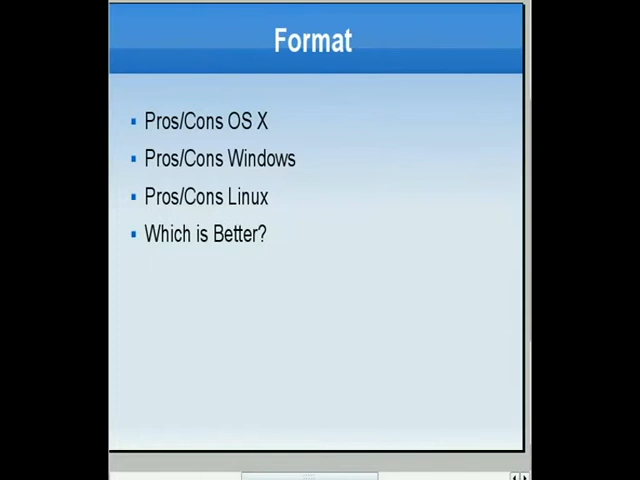 Format
Pros/Cons OS X
Pros/Cons Windows
Pros/Cons Linux
Which is Better?